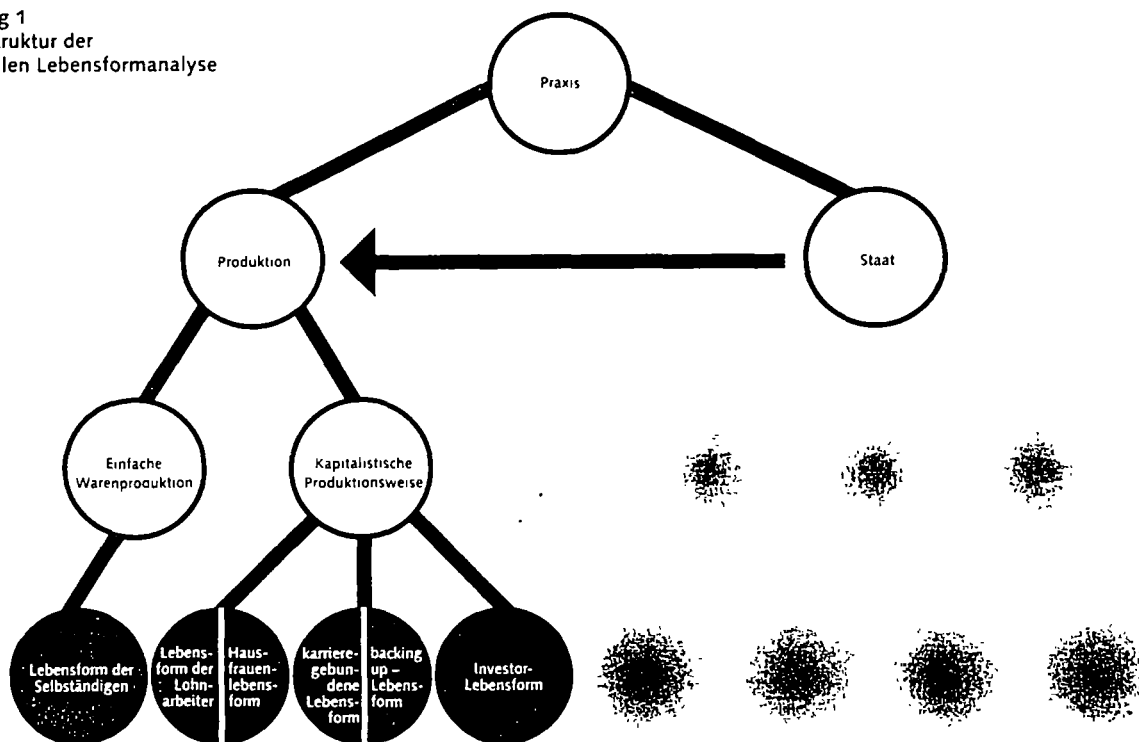 g 1
ruktur der
len Lebensformanalyse
Praxis
Produktion
Staat
Einfache
Warenproduktion
Kapitalistische
Produktionsweise
Lebensform der
Selbständigen
Lebens-
form der
Lohn-
arbeiter
Haus-
frauen-
lebens-
form
karriere-
gebun-
dene
Lebens-
form
backing
up –
Lebens-
form
Investor-
Lebensform